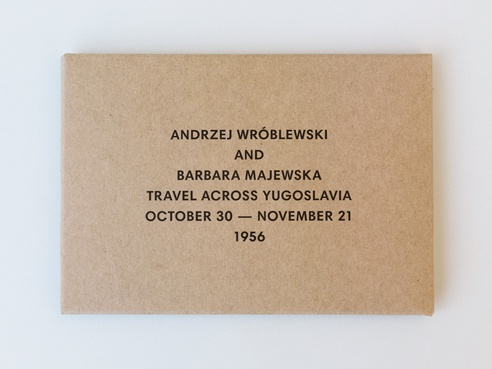 ANDRZEJ WRÓBLEWSKI
AND
BARBARA MAJEWSKA
TRAVEL ACROSS YUGOSLAVIA
OCTOBER 30 — NOVEMBER 21
1956